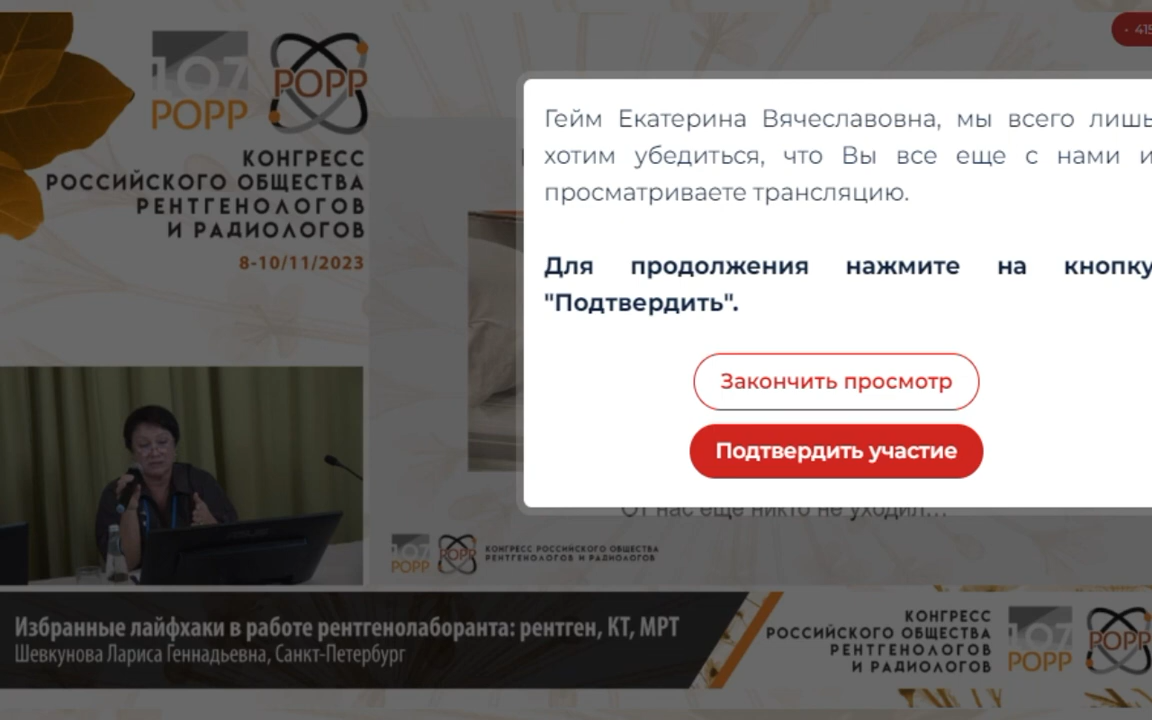 107
РОРР
РОРР
КОНГРЕСС
РОССИЙСКОГО ОБЩЕСТВА
РЕНТГЕНОЛОГОВ
И РАДИОЛОГОВ
8-10/11/2023
Гейм Екатерина Вячеславовна, мы всего лишь
хотим убедиться, что Вы все еще с нами и
просматриваете трансляцию.
Для продолжения нажмите на кнопку
"Подтвердить".
Закончить просмотр
Подтвердить участие
От нас еще никто не уходил...
107
РОРР
РОРР
КОНГРЕСС РОССИЙСКОГО ОБЩЕСТВА
РЕНТГЕНОЛОГОВ И РАДИОЛОГОВ
Избранные лайфхаки в работе рентгенолаборанта: рентген, КТ, МРТ
Шевкунова Лариса Геннадьевна, Санкт-Петербург
КОНГРЕСС
РОССИЙСКОГО ОБЩЕСТВА
РЕНТГЕНОЛОГОВ
И РАДИОЛОГОВ
107
РОРР
РОРР